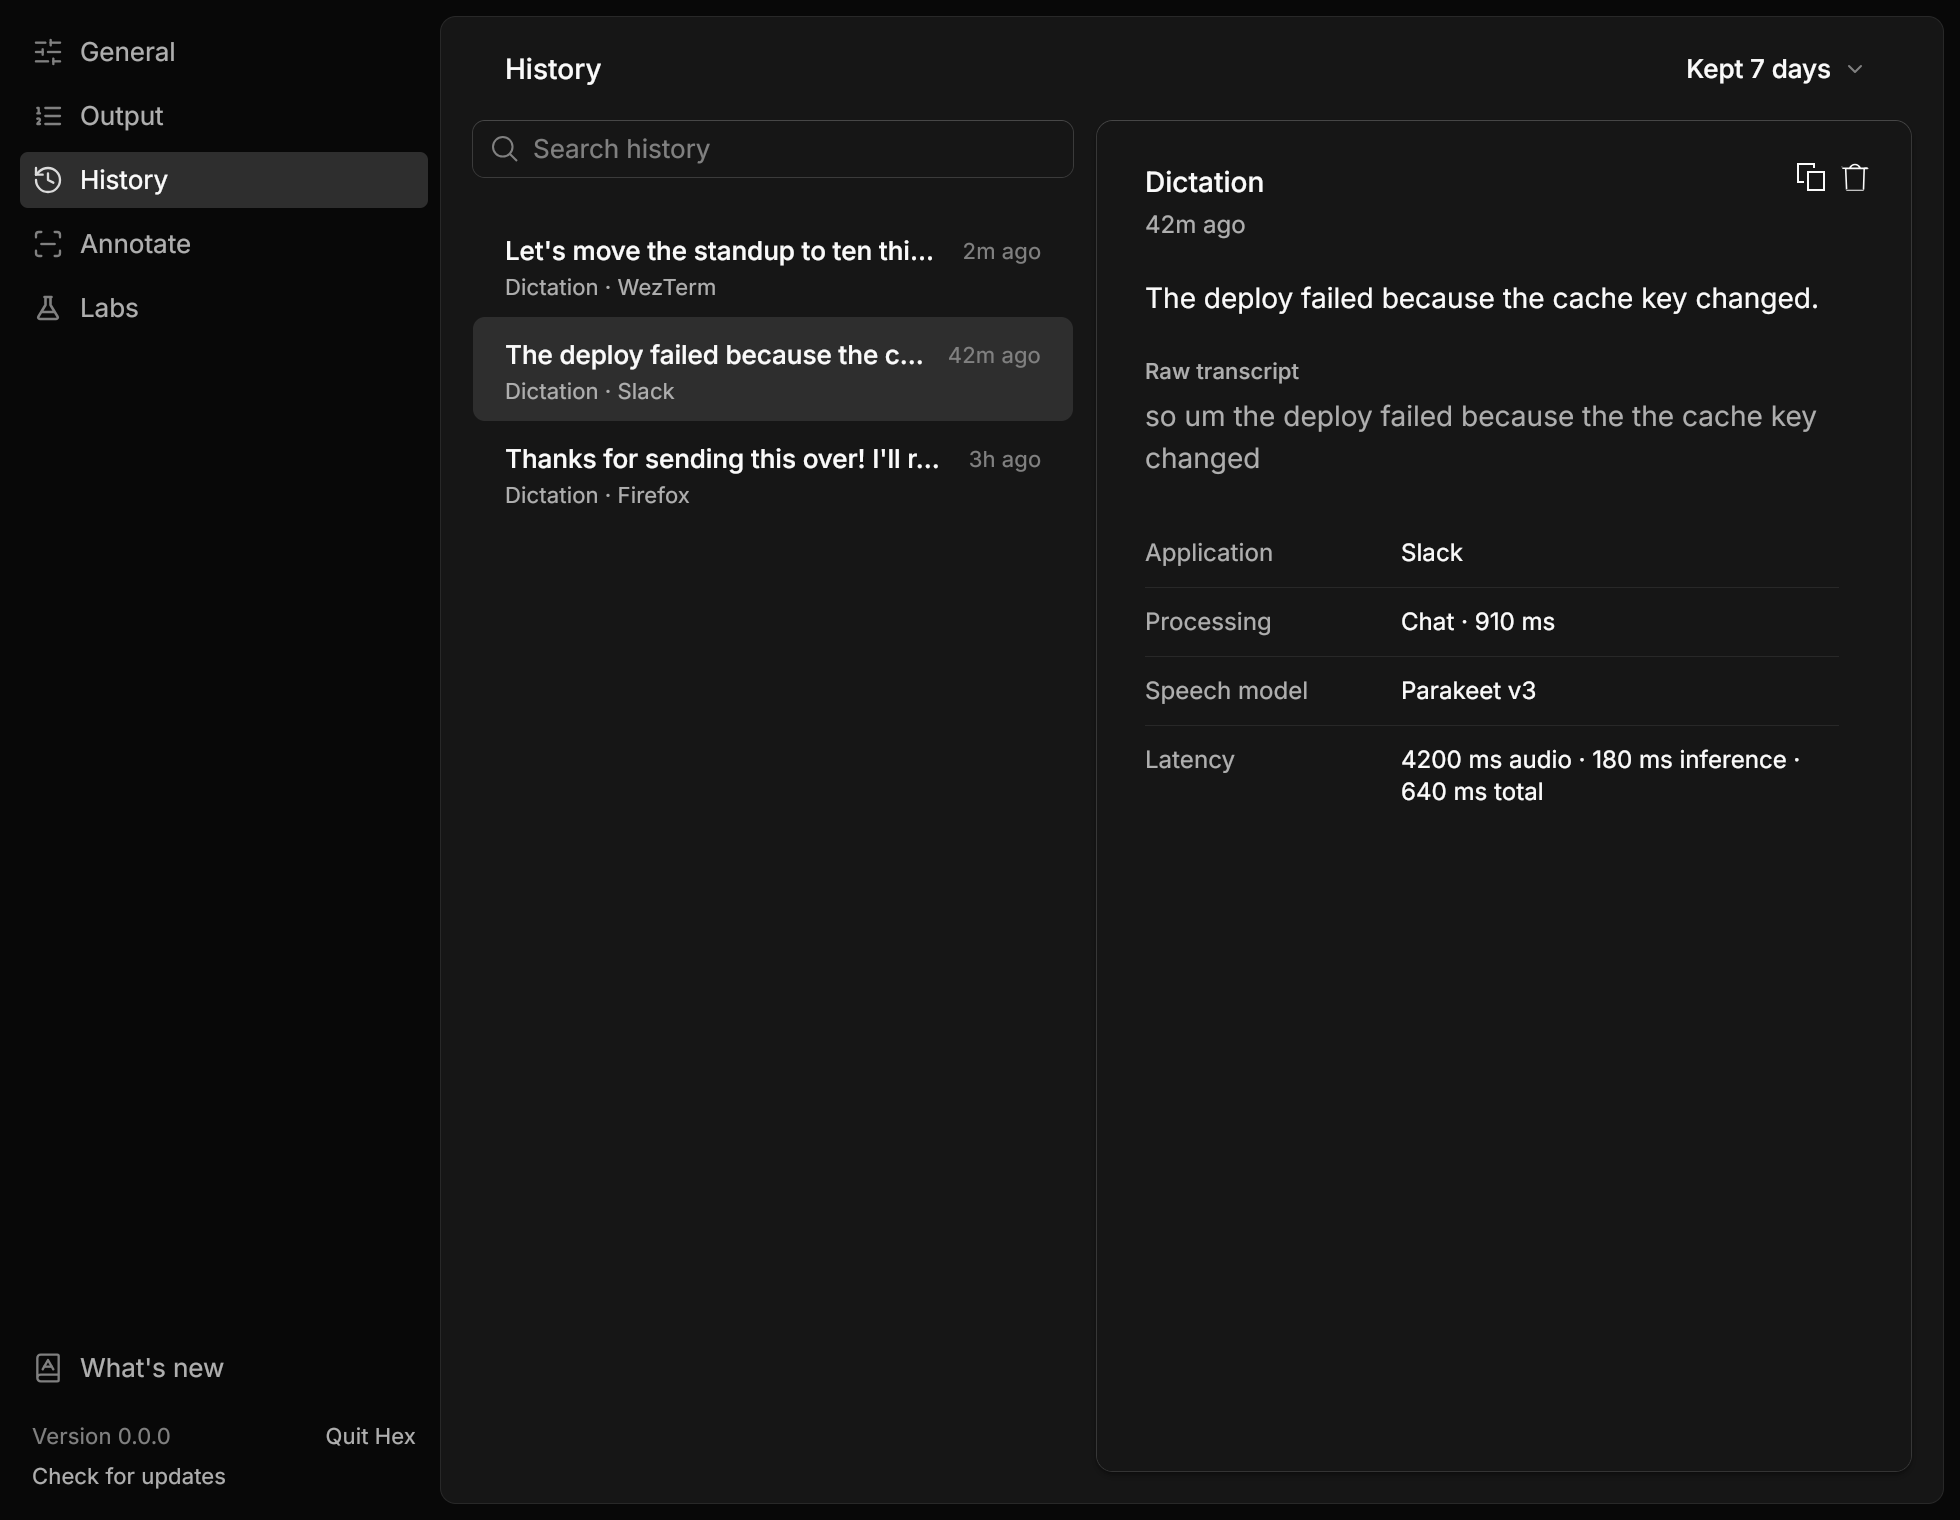 General
Output
History
Annotate
Labs
What's new
Version 0.0.0
Quit Hex
Check for updates
History
Kept 7 days
Search history
Let's move the standup to ten thi... 2m ago
Dictation · WezTerm
The deploy failed because the c... 42m ago
Dictation · Slack
Thanks for sending this over! I'll r... 3h ago
Dictation · Firefox
Dictation
42m ago
The deploy failed because the cache key changed.
Raw transcript
so um the deploy failed because the the cache key
changed
Application Slack
Processing Chat · 910 ms
Speech model Parakeet v3
Latency 4200 ms audio · 180 ms inference ·
640 ms total